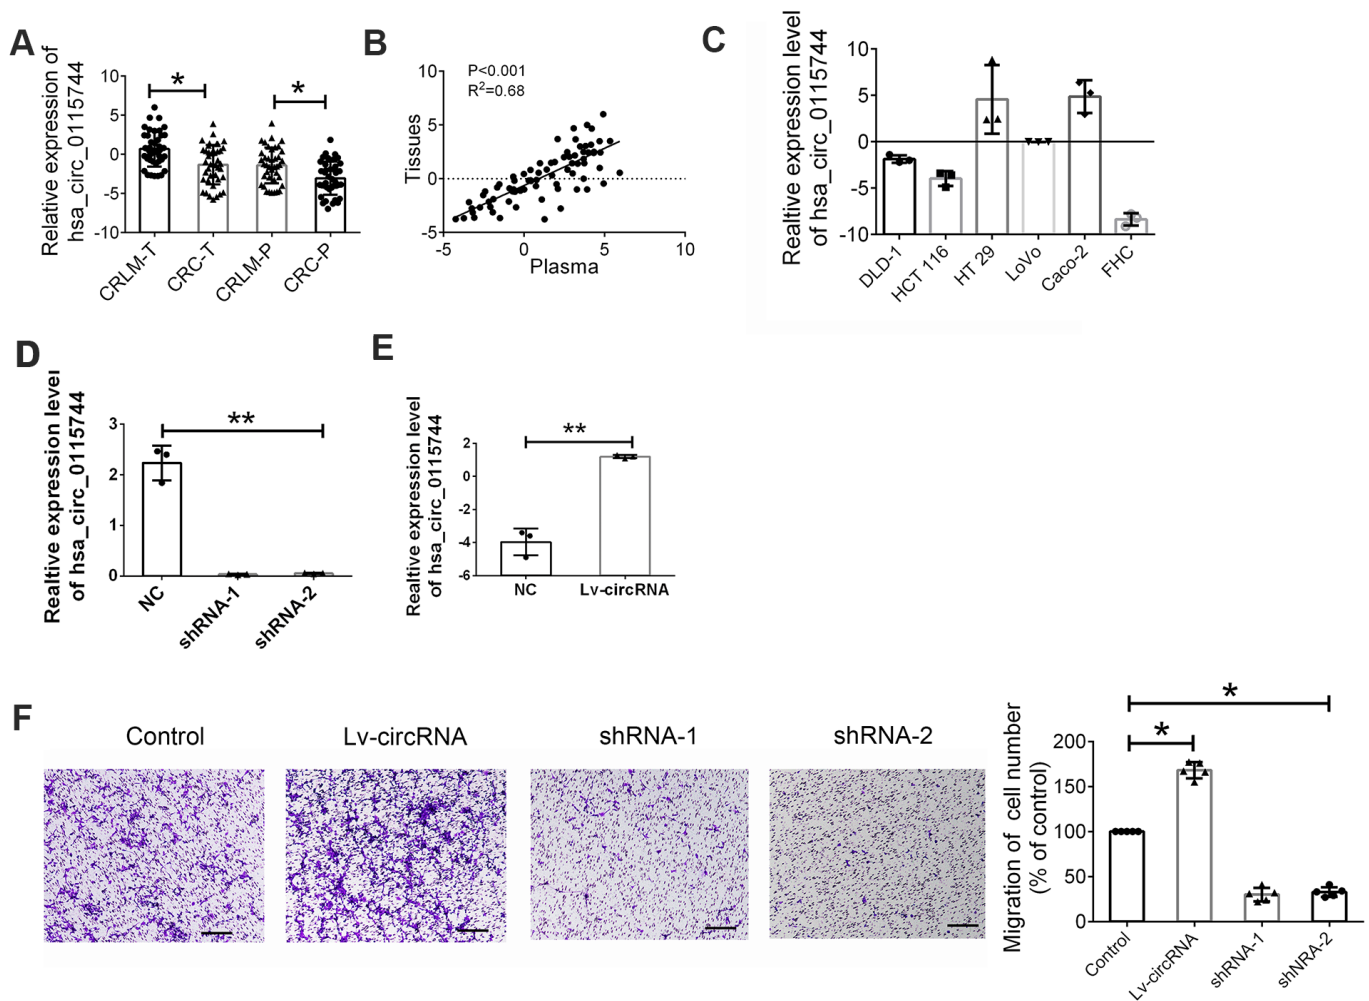 A
Relative expression of
hsa_circ_0115744
10
5
0
-5
-10
*
*
CRLM-T
CRC-T
CRLM-P
CRC-P
B
P<0.001
R²=0.68
Tissues
10
5
0
-5
-5
0
5
10
Plasma
C
Realtive expression level
of hsa_circ_0115744
10
5
0
-5
-10
DLD-1
HCT 116
HT 29
LoVo
Caco-2
FHC
D
Realtive expression level
of hsa_circ_0115744
3
2
1
0
**
NC
shRNA-1
shRNA-2
E
Realtive expression level
of hsa_circ_0115744
2
0
-2
-4
-6
**
NC
Lv-circRNA
F
Control
Lv-circRNA
shRNA-1
shRNA-2
Migration of cell number
(% of control)
200
150
100
50
0
*
*
Control
Lv-circRNA
shRNA-1
shNRA-2